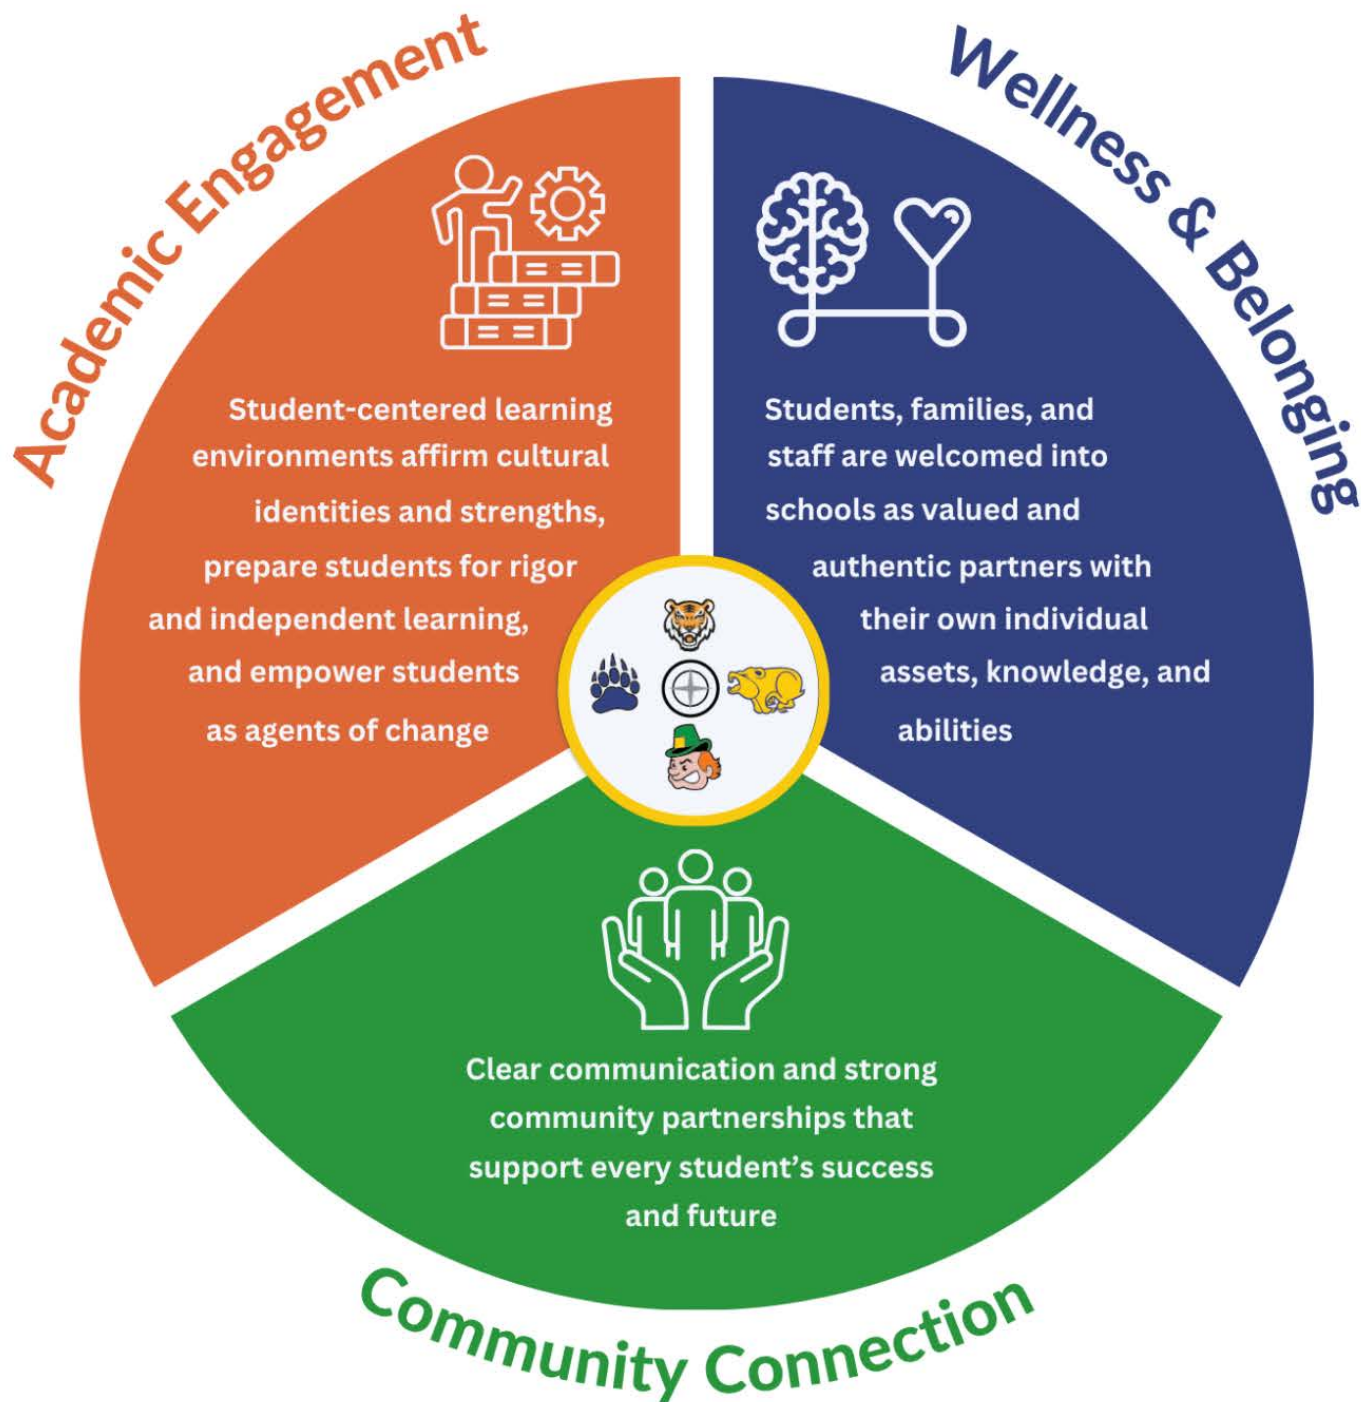 Academic Engagement
Student-centered learning
environments affirm cultural
identities and strengths,
prepare students for rigor
and independent learning,
and empower students
as agents of change
Wellness & Belonging
Students, families, and
staff are welcomed into
schools as valued and
authentic partners with
their own individual
assets, knowledge, and
abilities
Clear communication and strong
community partnerships that
support every student’s success
and future
Community Connection